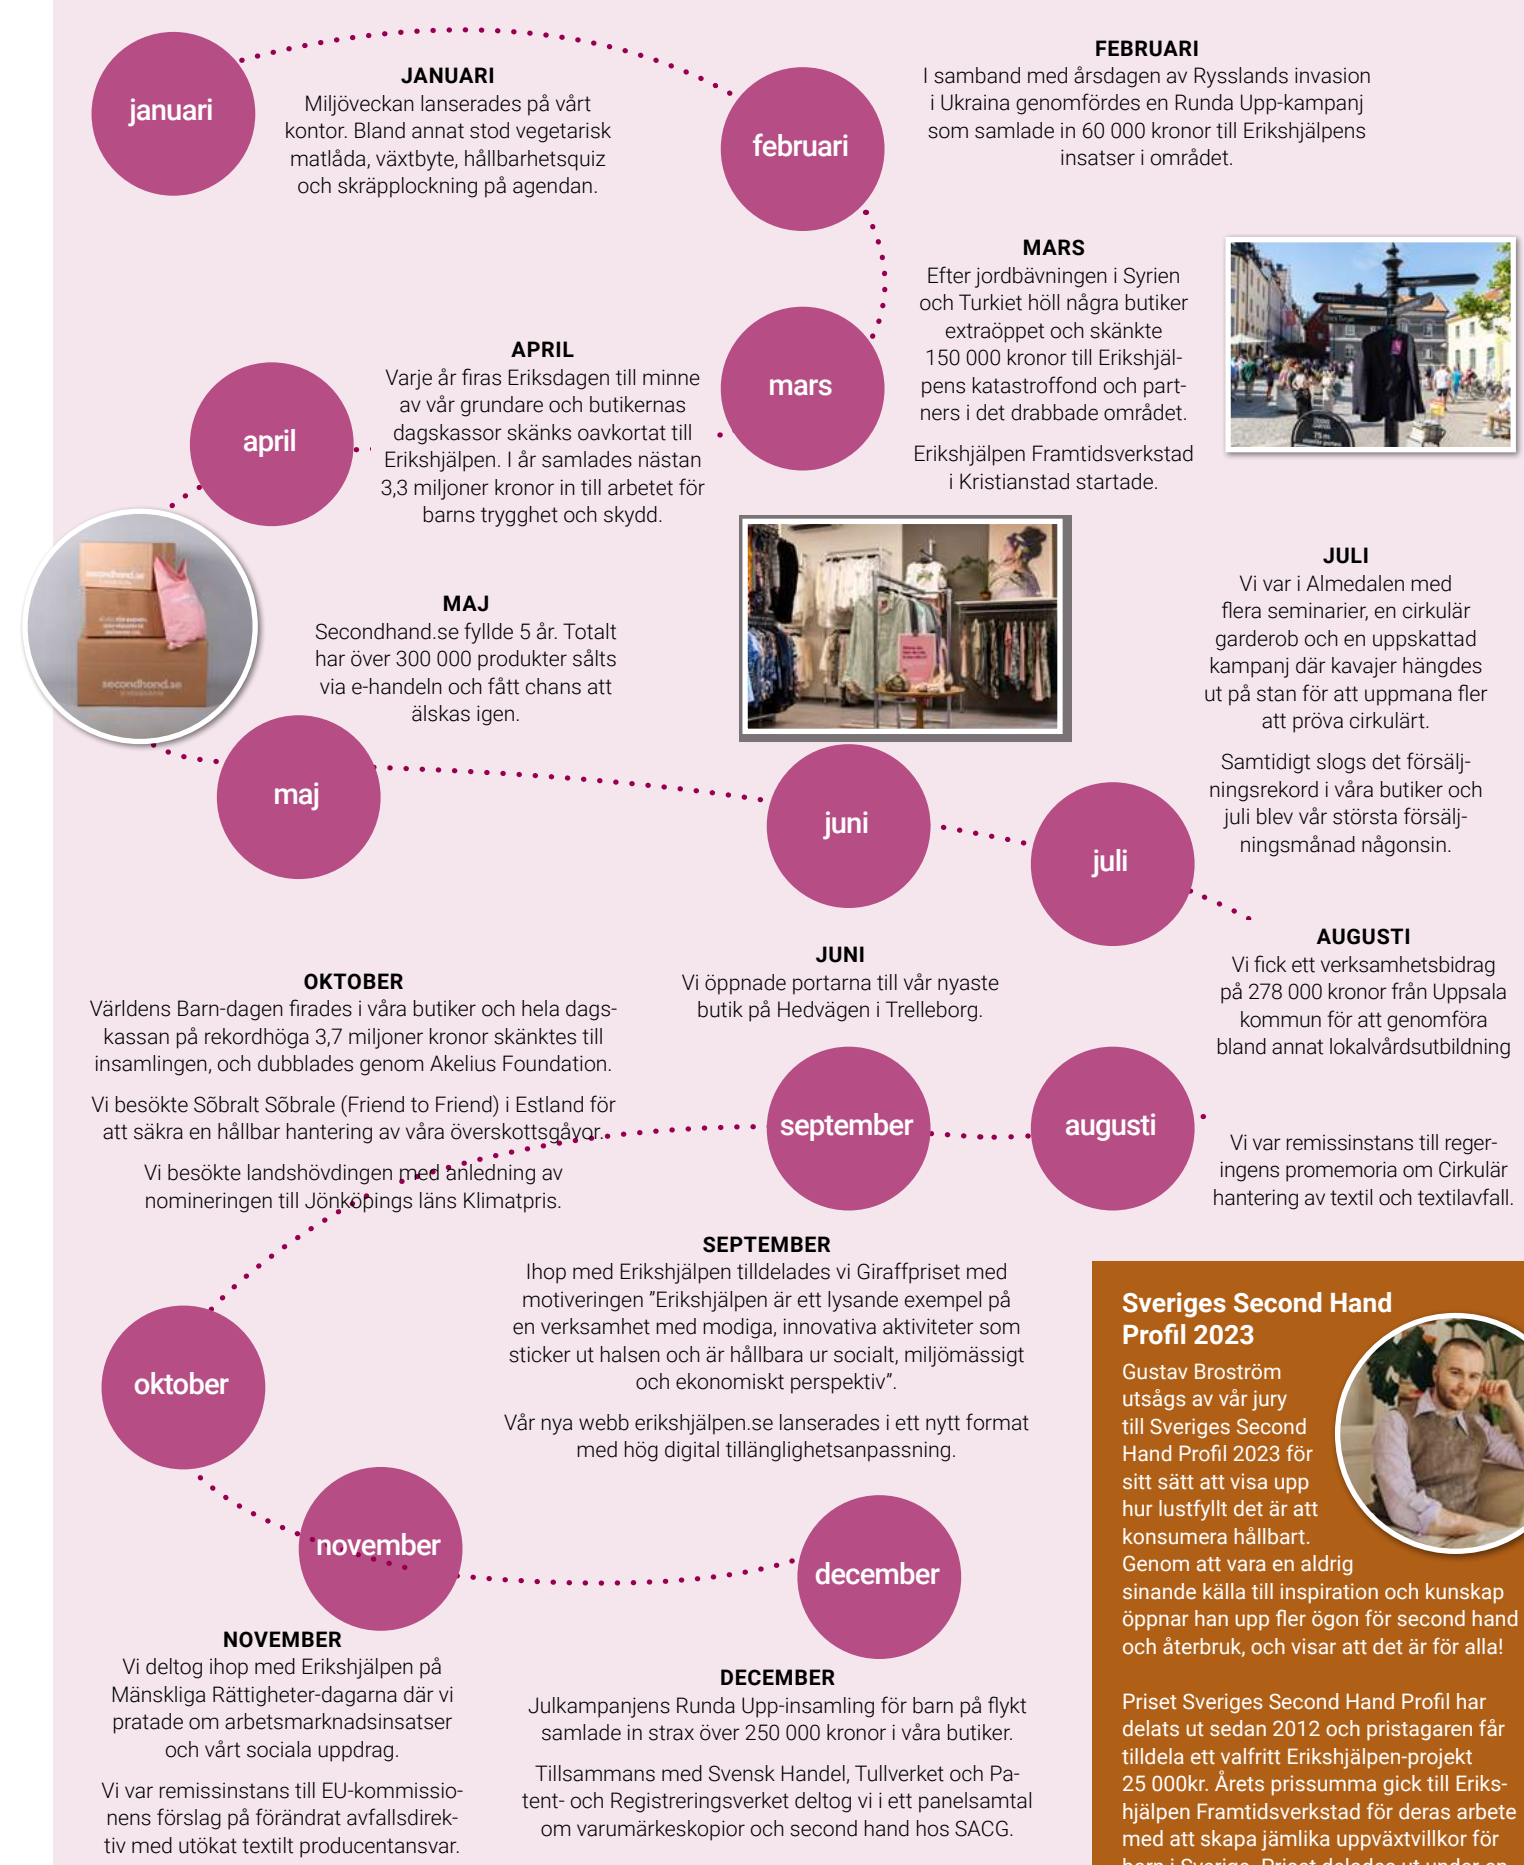 januari
JANUARI
Miljöveckan lanserades på vårt
kontor. Bland annat stod vegetarisk
matlåda, växtbyte, hållbarhetsquiz
och skräpplockning på agendan.
februari
FEBRUARI
I samband med årsdagen av Rysslands invasion
i Ukraina genomfördes en Runda Upp-kampanj
som samlade in 60 000 kronor till Erikshjälpens
insatser i området.
mars
MARS
Efter jordbävningen i Syrien
och Turkiet höll några butiker
extraöppet och skänkte
150 000 kronor till Erikshjäl-
pens katastroffond och part-
ners i det drabbade området.
Erikshjälpen Framtidsverkstad
i Kristianstad startade.
april
APRIL
Varje år firas Eriksdagen till minne
av vår grundare och butikernas
dagskassor skänks oavkortat till
Erikshjälpen. I år samlades nästan
3,3 miljoner kronor in till arbetet för
barns trygghet och skydd.
secondhand.se
secondhand.se
maj
MAJ
Secondhand.se fyllde 5 år. Totalt
har över 300 000 produkter sålts
via e-handeln och fått chans att
älskas igen.
juni
JUNI
Vi öppnade portarna till vår nyaste
butik på Hedvägen i Trelleborg.
juli
JULI
Vi var i Almedalen med
flera seminarier, en cirkulär
garderob och en uppskattad
kampanj där kavajer hängdes
ut på stan för att uppmana fler
att pröva cirkulärt.
Samtidigt slogs det försälj-
ningsrekord i våra butiker och
juli blev vår största försälj-
ningsmånad någonsin.
augusti
AUGUSTI
Vi fick ett verksamhetsbidrag
på 278 000 kronor från Uppsala
kommun för att genomföra
bland annat lokalvårdsutbildning
Vi var remissinstans till reger-
ingens promemoria om Cirkulär
hantering av textil och textilavfall.
september
SEPTEMBER
Ihop med Erikshjälpen tilldelades vi Giraffpriset med
motiveringen ”Erikshjälpen är ett lysande exempel på
en verksamhet med modiga, innovativa aktiviteter som
sticker ut halsen och är hållbara ur socialt, miljömässigt
och ekonomiskt perspektiv”.
Vår nya webb erikshjälpen.se lanserades i ett nytt format
med hög digital tillänglighetsanpassning.
oktober
OKTOBER
Världens Barn-dagen firades i våra butiker och hela dags-
kassan på rekordhöga 3,7 miljoner kronor skänktes till
insamlingen, och dubblades genom Akelius Foundation.
Vi besökte Sõbralt Sõbrale (Friend to Friend) i Estland för
att säkra en hållbar hantering av våra överskottsgåvor.
Vi besökte landshövdingen med anledning av
nomineringen till Jönköpings läns Klimatpris.
november
NOVEMBER
Vi deltog ihop med Erikshjälpen på
Mänskliga Rättigheter-dagarna där vi
pratade om arbetsmarknadsinsatser
och vårt sociala uppdrag.
Vi var remissinstans till EU-kommissio-
nens förslag på förändrat avfallsdirek-
tiv med utökat textilt producentansvar.
december
DECEMBER
Julkampanjens Runda Upp-insamling för barn på flykt
samlade in strax över 250 000 kronor i våra butiker.
Tillsammans med Svensk Handel, Tullverket och Pa-
tent- och Registreringsverket deltog vi i ett panelsamtal
om varumärkeskopior och second hand hos SACG.
Sveriges Second Hand
Profil 2023
Gustav Broström
utsågs av vår jury
till Sveriges Second
Hand Profil 2023 för
sitt sätt att visa upp
hur lustfyllt det är att
konsumera hållbart.
Genom att vara en aldrig
sinande källa till inspiration och kunskap
öppnar han upp fler ögon för second hand
och återbruk, och visar att det är för alla!
Priset Sveriges Second Hand Profil har
delats ut sedan 2012 och pristagaren får
tilldela ett valfritt Erikshjälpen-projekt
25 000kr. Årets prissumma gick till Eriks-
hjälpen Framtidsverkstad för deras arbete
med att skapa jämlika uppväxtvillkor för
barn i Sverige. Priset delades ut under en